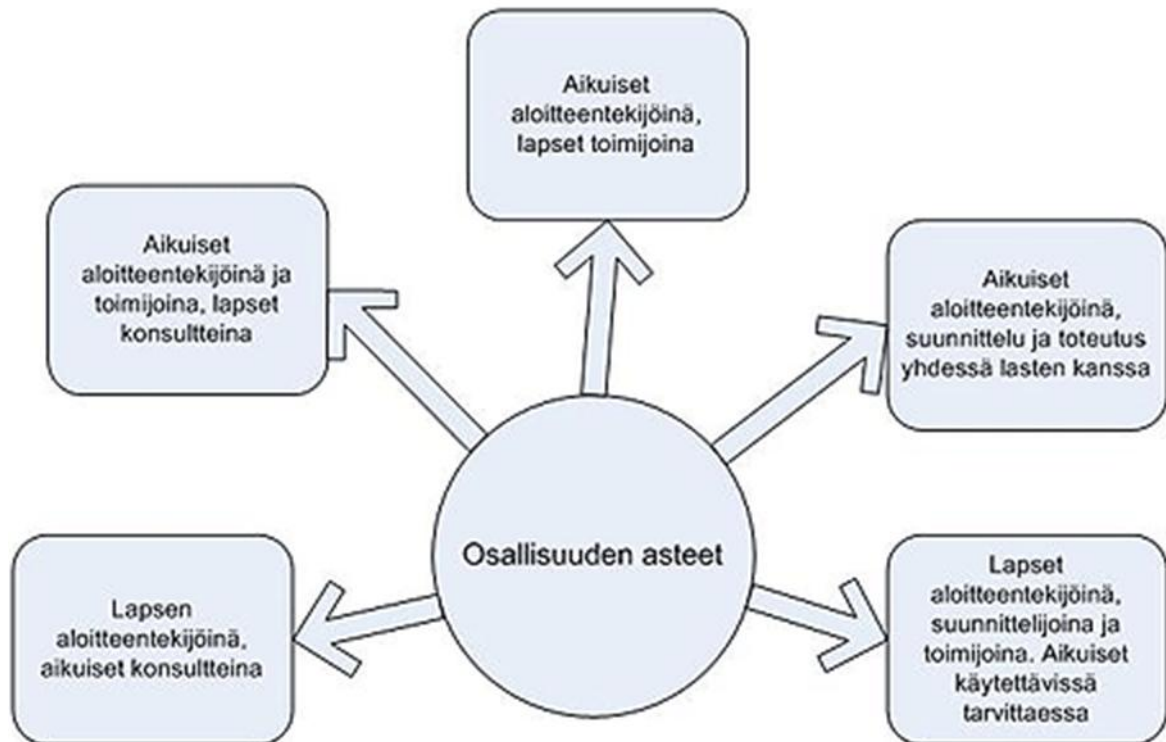 Aikuiset
aloitteentekijöinä,
lapset toimijoina
Aikuiset
aloitteentekijöinä ja
toimijoina, lapset
konsultteina
Aikuiset
aloitteentekijöinä,
suunnittelu ja toteutus
yhdessä lasten kanssa
Osallisuuden asteet
Lapsen
aloitteentekijöinä,
aikuiset konsultteina
Lapset
aloitteentekijöinä,
suunnittelijoina ja
toimijoina. Aikuiset
käytettävissä
tarvittaessa